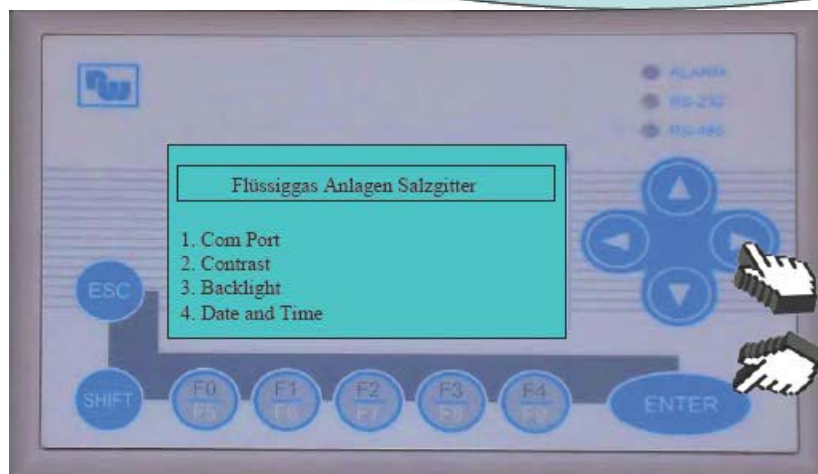 ALARM
RS-232
RS-485
Flüssiggas Anlagen Salzgitter
1. Com Port
2. Contrast
3. Backlight
4. Date and Time
ESC
SHIFT
F0 F1 F2 F3 F4
F5 F6 F7 F8 F9
ENTER